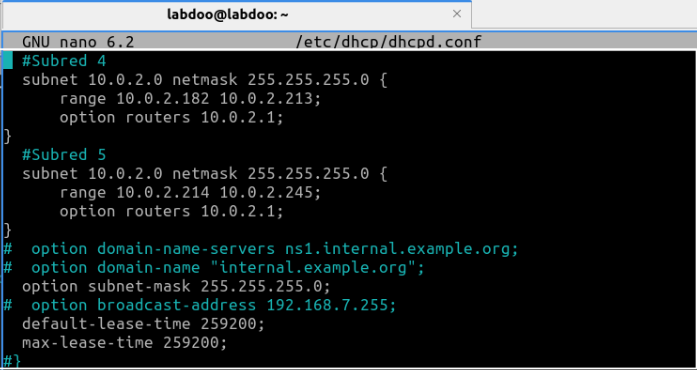 labdoo@labdoo: ~ ×
GNU nano 6.2 /etc/dhcp/dhcpd.conf
#Subred 4
subnet 10.0.2.0 netmask 255.255.255.0 {
range 10.0.2.182 10.0.2.213;
option routers 10.0.2.1;
}
#Subred 5
subnet 10.0.2.0 netmask 255.255.255.0 {
range 10.0.2.214 10.0.2.245;
option routers 10.0.2.1;
}
# option domain-name-servers ns1.internal.example.org;
# option domain-name "internal.example.org";
option subnet-mask 255.255.255.0;
# option broadcast-address 192.168.7.255;
default-lease-time 259200;
max-lease-time 259200;
#}